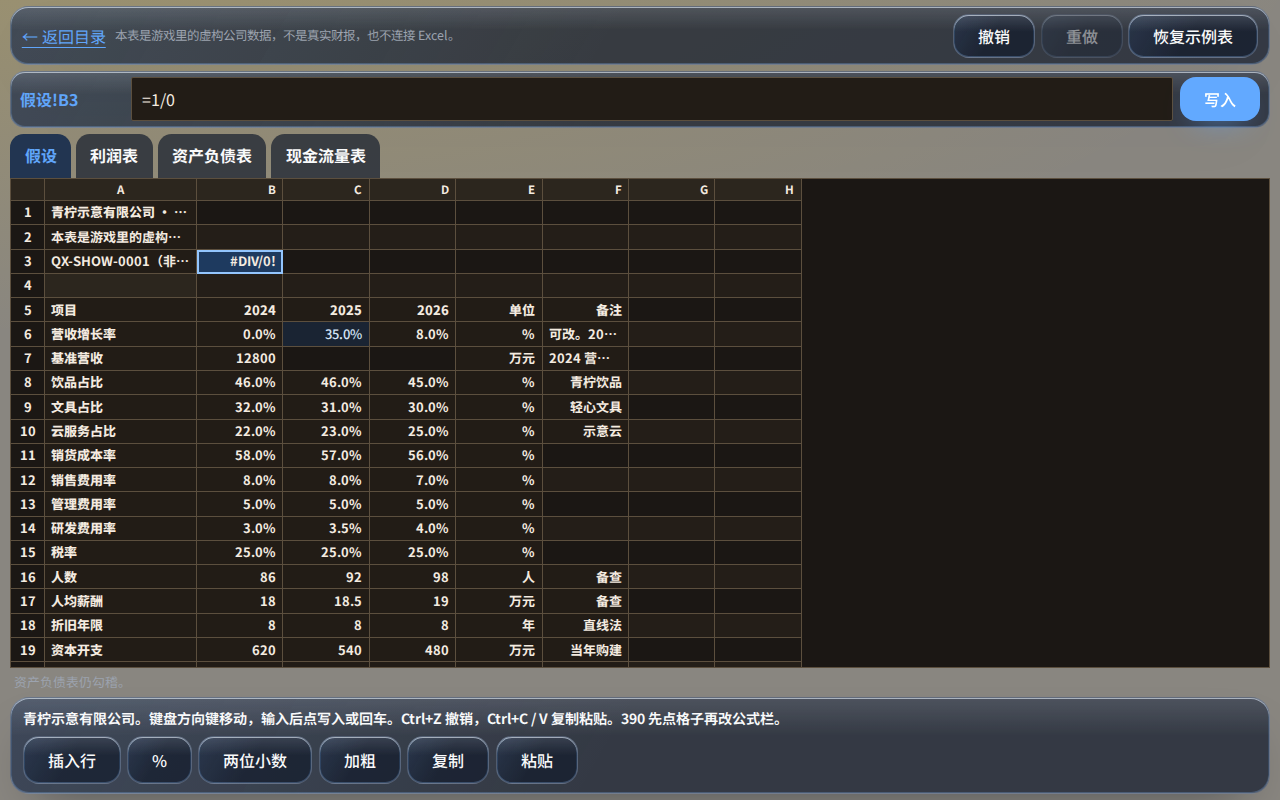 ← 返回目录 本表是游戏里的虚构公司数据，不是真实财报，也不连接 Excel。 撤销 重做 恢复示例表
假设!B3 =1/0 写入
假设 利润表 资产负债表 现金流量表
A B C D E F G H
1 青柠示意有限公司 · …
2 本表是游戏里的虚构…
3 QX-SHOW-0001（非… #DIV/0!
4
5 项目 2024 2025 2026 单位 备注
6 营收增长率 0.0% 35.0% 8.0% % 可改。20…
7 基准营收 12800 万元 2024 营…
8 饮品占比 46.0% 46.0% 45.0% % 青柠饮品
9 文具占比 32.0% 31.0% 30.0% % 轻心文具
10 云服务占比 22.0% 23.0% 25.0% % 示意云
11 销货成本率 58.0% 57.0% 56.0% %
12 销售费用率 8.0% 8.0% 7.0% %
13 管理费用率 5.0% 5.0% 5.0% %
14 研发费用率 3.0% 3.5% 4.0% %
15 税率 25.0% 25.0% 25.0% %
16 人数 86 92 98 人 备查
17 人均薪酬 18 18.5 19 万元 备查
18 折旧年限 8 8 8 年 直线法
19 资本开支 620 540 480 万元 当年购建
资产负债表仍勾稽。
青柠示意有限公司。键盘方向键移动，输入后点写入或回车。Ctrl+Z 撤销，Ctrl+C / V 复制粘贴。390 先点格子再改公式栏。
插入行 % 两位小数 加粗 复制 粘贴